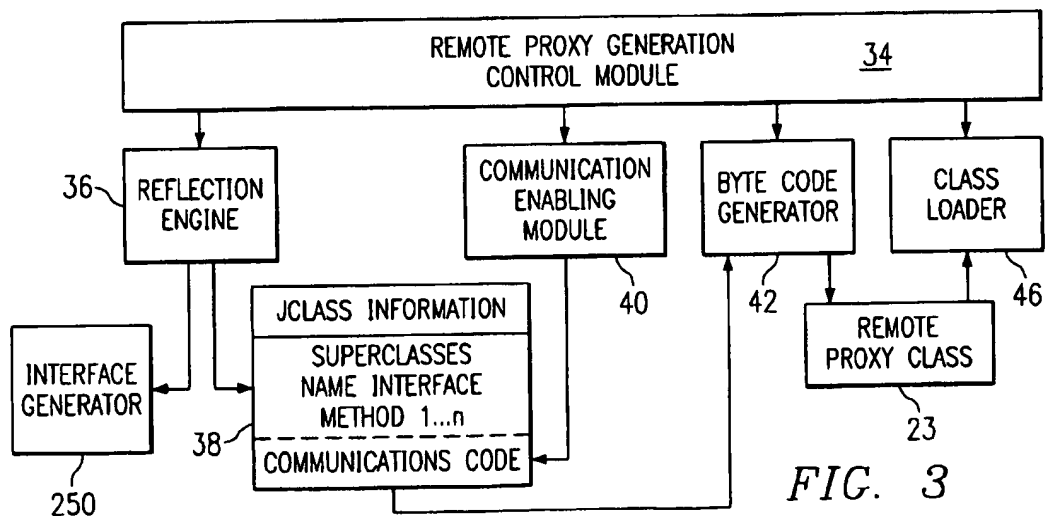 REMOTE PROXY GENERATION
CONTROL MODULE
34
36
REFLECTION
ENGINE
COMMUNICATION
ENABLING
MODULE
40
BYTE CODE
GENERATOR
42
CLASS
LOADER
46
INTERFACE
GENERATOR
250
JCLASS INFORMATION
SUPERCLASSES
NAME INTERFACE
METHOD 1...n
38
COMMUNICATIONS CODE
REMOTE
PROXY CLASS
23
FIG. 3